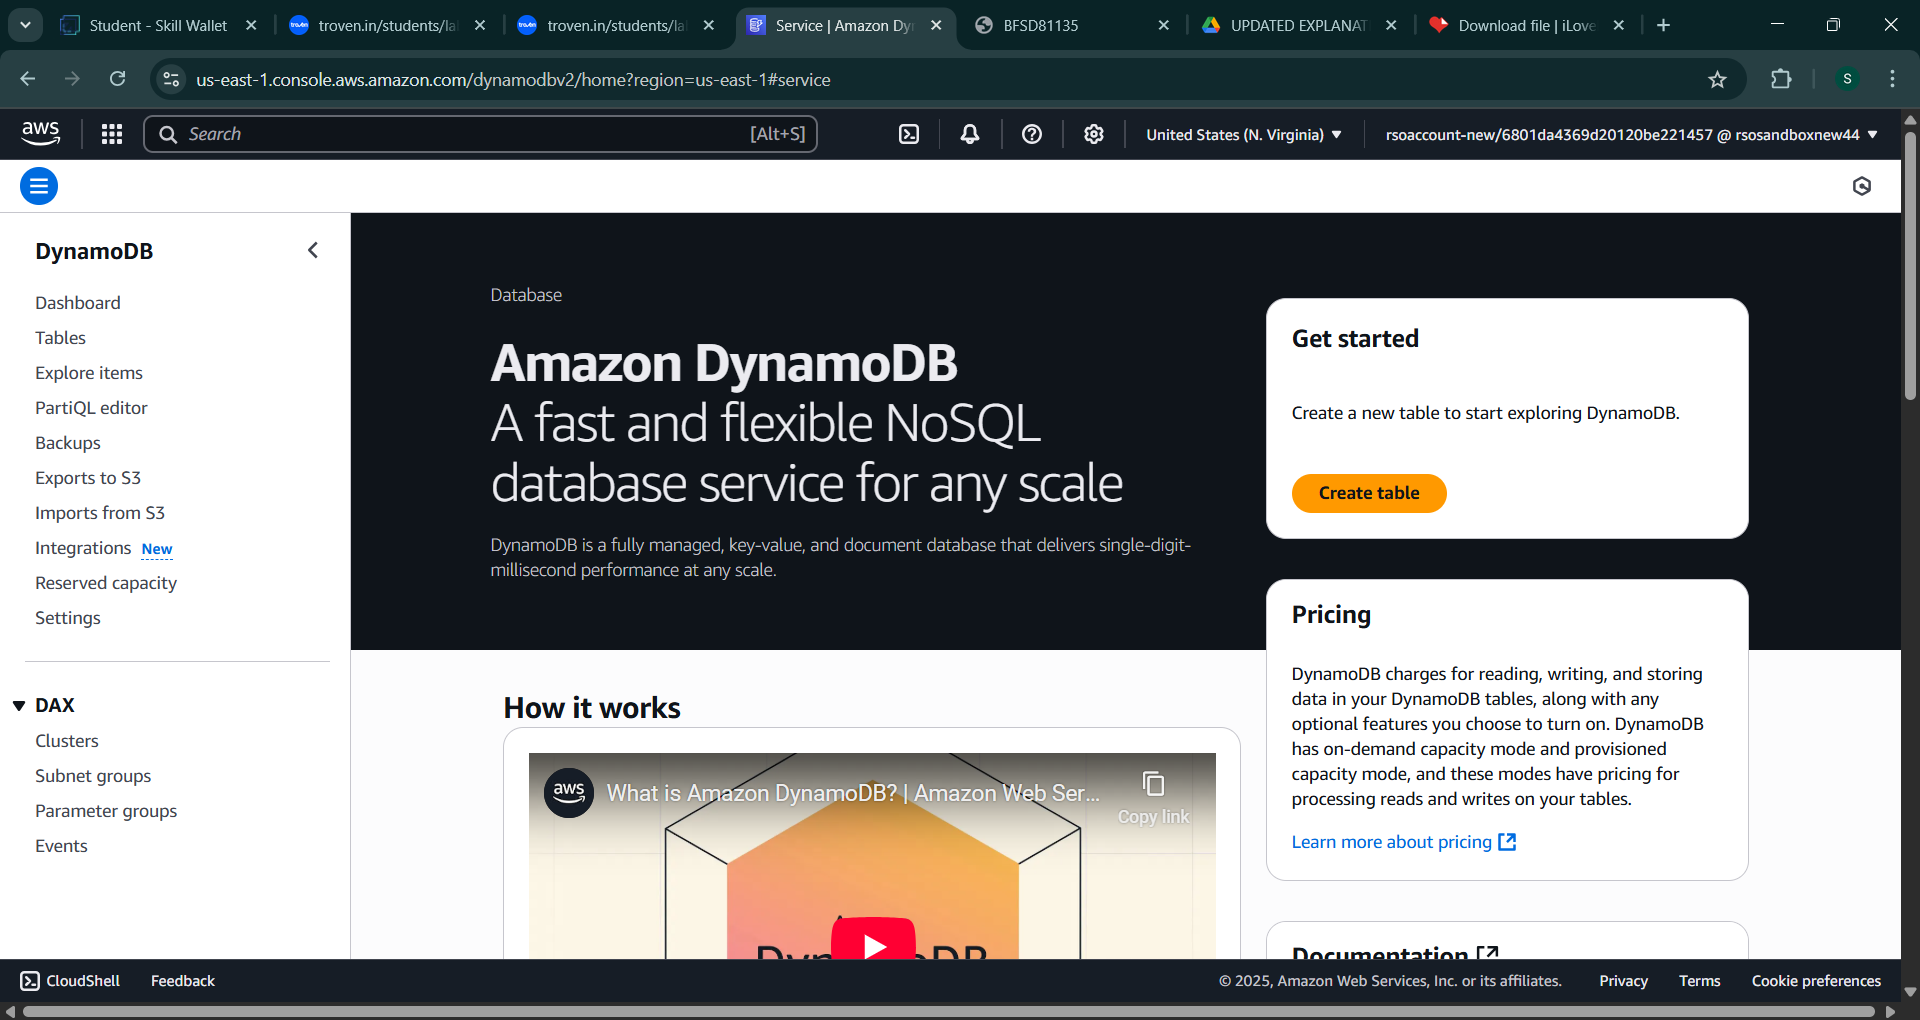 Student - Skill Wallet
troven.in/students/la
troven.in/students/la
Service | Amazon Dy
BFSD81135
UPDATED EXPLANAT
Download file | iLove
us-east-1.console.aws.amazon.com/dynamodbv2/home?region=us-east-1#service
S
aws
Search
[Alt+S]
United States (N. Virginia)
rsoaccount-new/6801da4369d20120be221457 @ rsosandboxnew44
DynamoDB
Dashboard
Tables
Explore items
PartiQL editor
Backups
Exports to S3
Imports from S3
Integrations New
Reserved capacity
Settings
DAX
Clusters
Subnet groups
Parameter groups
Events
Database
Amazon DynamoDB
A fast and flexible NoSQL
database service for any scale
DynamoDB is a fully managed, key-value, and document database that delivers single-digit-
millisecond performance at any scale.
Get started
Create a new table to start exploring DynamoDB.
Create table
Pricing
DynamoDB charges for reading, writing, and storing
data in your DynamoDB tables, along with any
optional features you choose to turn on. DynamoDB
has on-demand capacity mode and provisioned
capacity mode, and these modes have pricing for
processing reads and writes on your tables.
Learn more about pricing
Documentation
How it works
aws
What is Amazon DynamoDB? | Amazon Web Ser...
Copy link
CloudShell
Feedback
© 2025, Amazon Web Services, Inc. or its affiliates.
Privacy
Terms
Cookie preferences